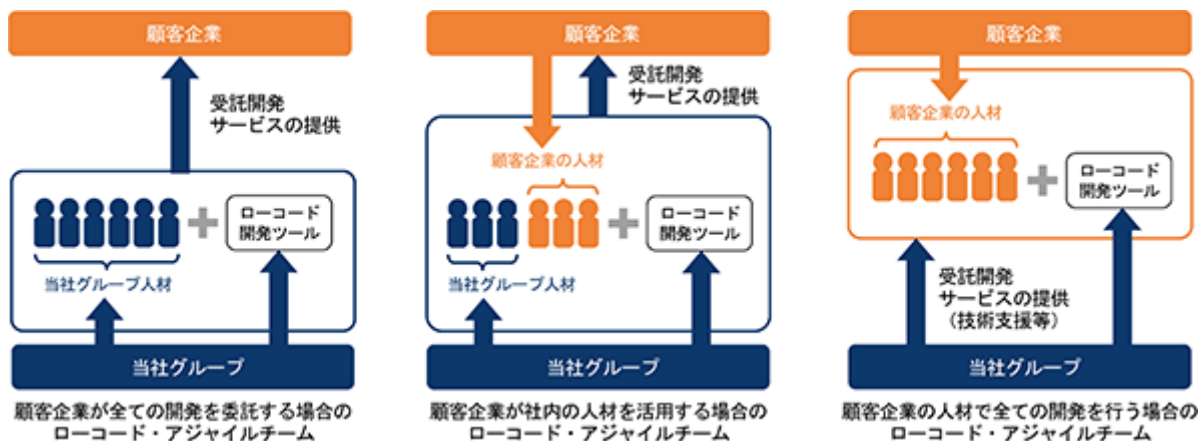 顧客企業
受託開発
サービスの提供
ローコード
開発ツール
当社グループ人材
当社グループ
顧客企業が全ての開発を委託する場合の
ローコード・アジャイルチーム
顧客企業
受託開発
サービスの提供
顧客企業の人材
ローコード
開発ツール
当社グループ人材
当社グループ
顧客企業が社内の人材を活用する場合の
ローコード・アジャイルチーム
顧客企業
顧客企業の人材
ローコード
開発ツール
受託開発
サービスの提供
（技術支援等）
当社グループ
顧客企業の人材で全ての開発を行う場合の
ローコード・アジャイルチーム